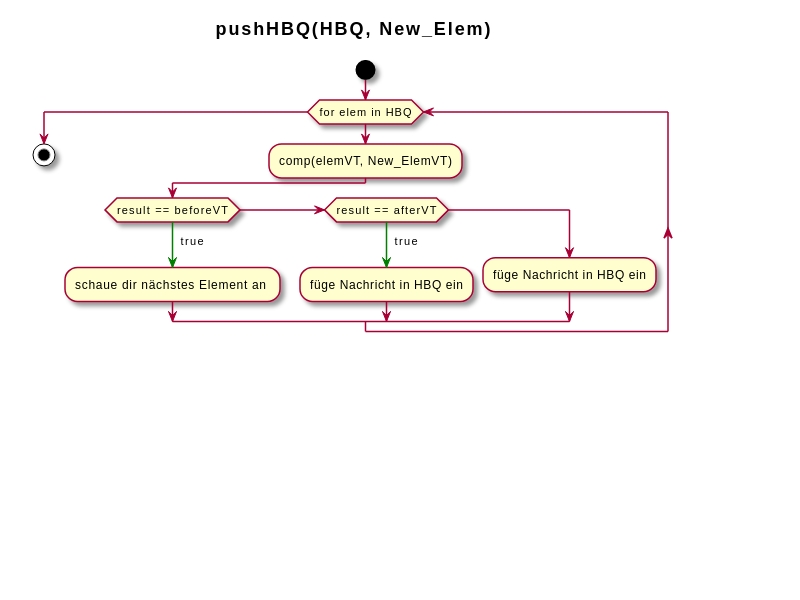 pushHBQ(HBQ, New_Elem)
for elem in HBQ
comp(elemVT, New_ElemVT)
result == beforeVT
result == afterVT
true
true
schaue dir nächstes Element an
füge Nachricht in HBQ ein
füge Nachricht in HBQ ein